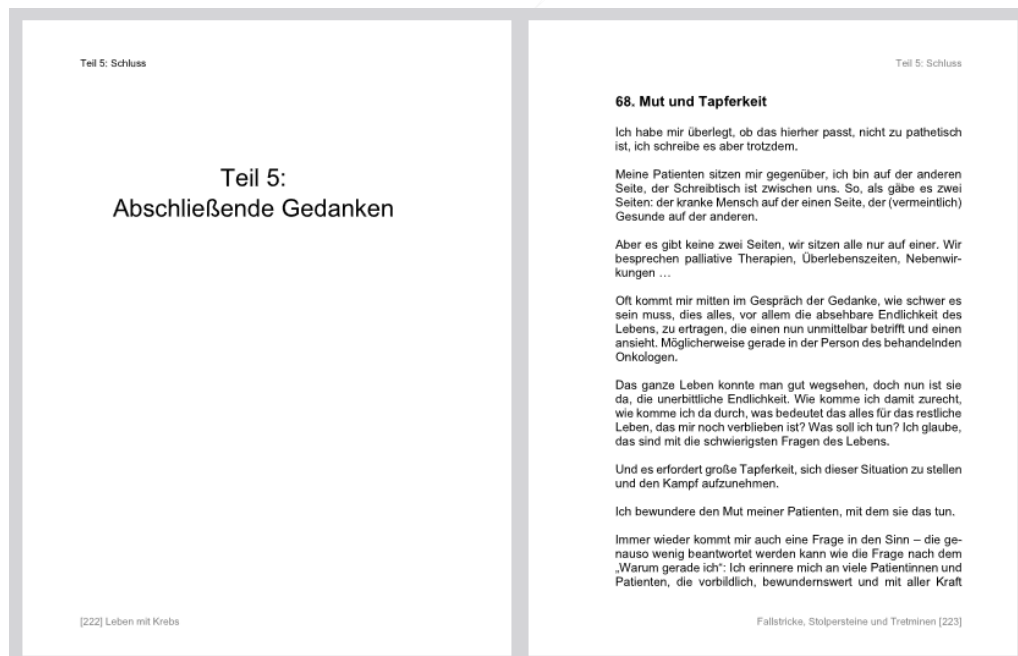 Teil 5: Schluss
Teil 5:
Abschließende Gedanken
[222] Leben mit Krebs
Teil 5: Schluss
68. Mut und Tapferkeit
Ich habe mir überlegt, ob das hierher passt, nicht zu pathetisch
ist, ich schreibe es aber trotzdem.
Meine Patienten sitzen mir gegenüber, ich bin auf der anderen
Seite, der Schreibtisch ist zwischen uns. So, als gäbe es zwei
Seiten: der kranke Mensch auf der einen Seite, der (vermeintlich)
Gesunde auf der anderen.
Aber es gibt keine zwei Seiten, wir sitzen alle nur auf einer. Wir
besprechen palliative Therapien, Überlebenszeiten, Nebenwir-
kungen …
Oft kommt mir mitten im Gespräch der Gedanke, wie schwer es
sein muss, dies alles, vor allem die absehbare Endlichkeit des
Lebens, zu ertragen, die einen nun unmittelbar betrifft und einen
ansieht. Möglicherweise gerade in der Person des behandelnden
Onkologen.
Das ganze Leben konnte man gut wegsehen, doch nun ist sie
da, die unerbittliche Endlichkeit. Wie komme ich damit zurecht,
wie komme ich da durch, was bedeutet das alles für das restliche
Leben, das mir noch verblieben ist? Was soll ich tun? Ich glaube,
das sind mit die schwierigsten Fragen des Lebens.
Und es erfordert große Tapferkeit, sich dieser Situation zu stellen
und den Kampf aufzunehmen.
Ich bewundere den Mut meiner Patienten, mit dem sie das tun.
Immer wieder kommt mir auch eine Frage in den Sinn – die ge-
nauso wenig beantwortet werden kann wie die Frage nach dem
„Warum gerade ich“: Ich erinnere mich an viele Patientinnen und
Patienten, die vorbildlich, bewundernswert und mit aller Kraft
Fallstricke, Stolpersteine und Tretminen [223]